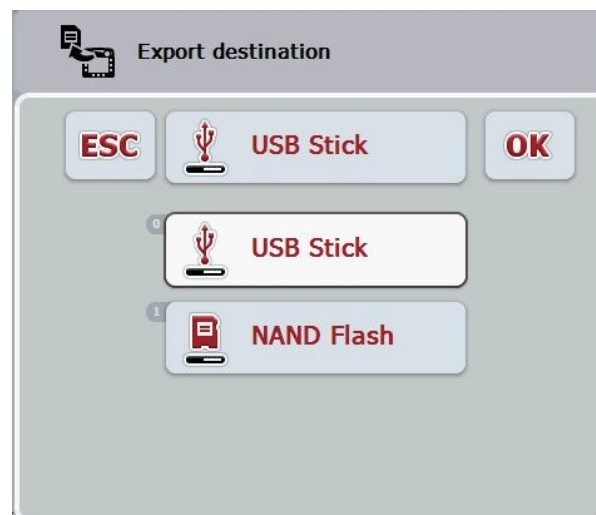 Export destination
ESC USB Stick OK
0 USB Stick
1 NAND Flash